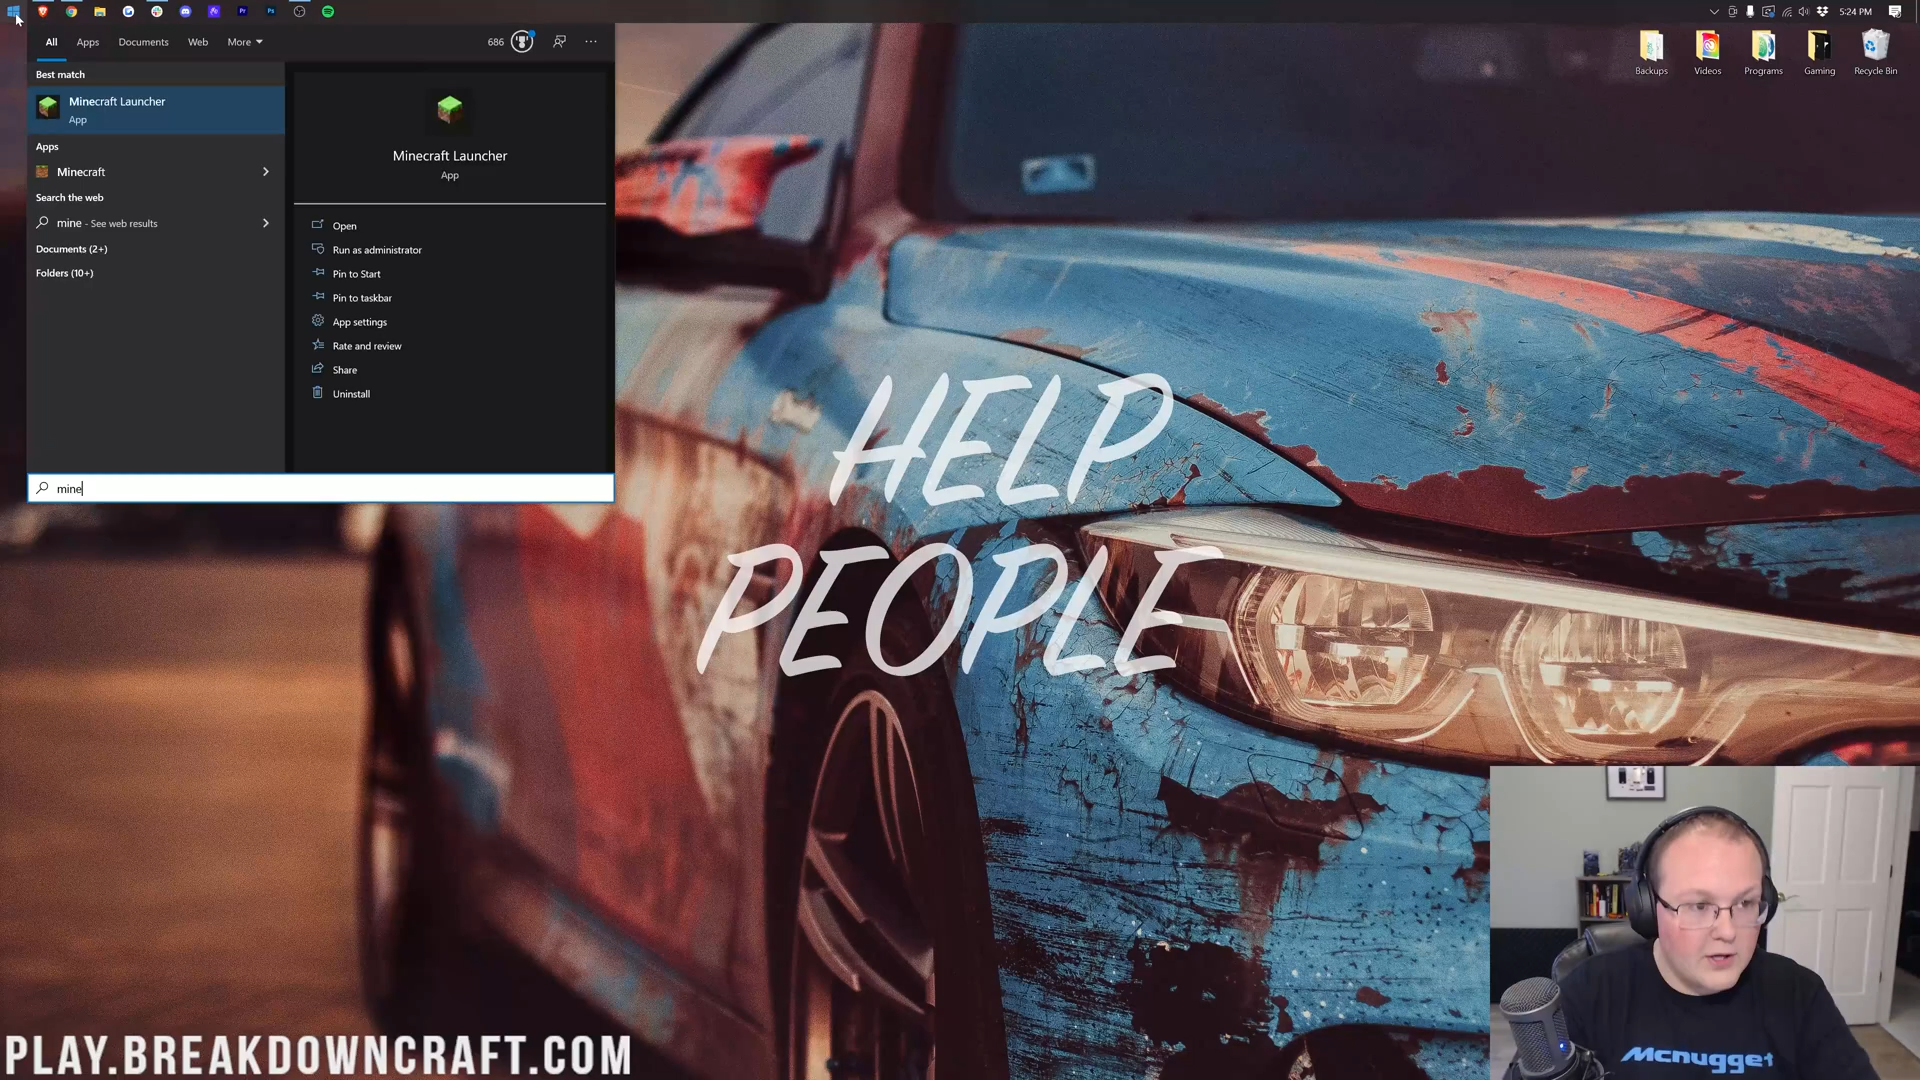 5:24 PM
All Apps Documents Web More
686
Best match
Minecraft Launcher
App
Apps
Minecraft
Search the web
mine - See web results
Documents (2+)
Folders (10+)
Minecraft Launcher
App
Open
Run as administrator
Pin to Start
Pin to taskbar
App settings
Rate and review
Share
Uninstall
mine
Backups
Videos
Programs
Gaming
Recycle Bin
HELP
PEOPLE
PLAY.BREAKDOWNCRAFT.COM
Mcnugget